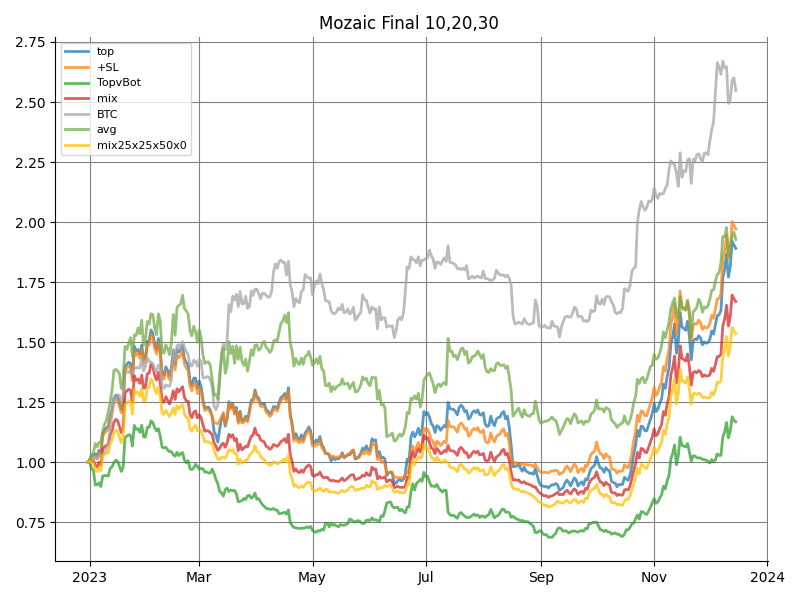 Mozaic Final 10,20,30
2.75
2.50
2.25
2.00
1.75
1.50
1.25
1.00
0.75
top
+SL
TopvBot
mix
BTC
avg
mix25x25x50x0
2023 Mar May Jul Sep Nov 2024